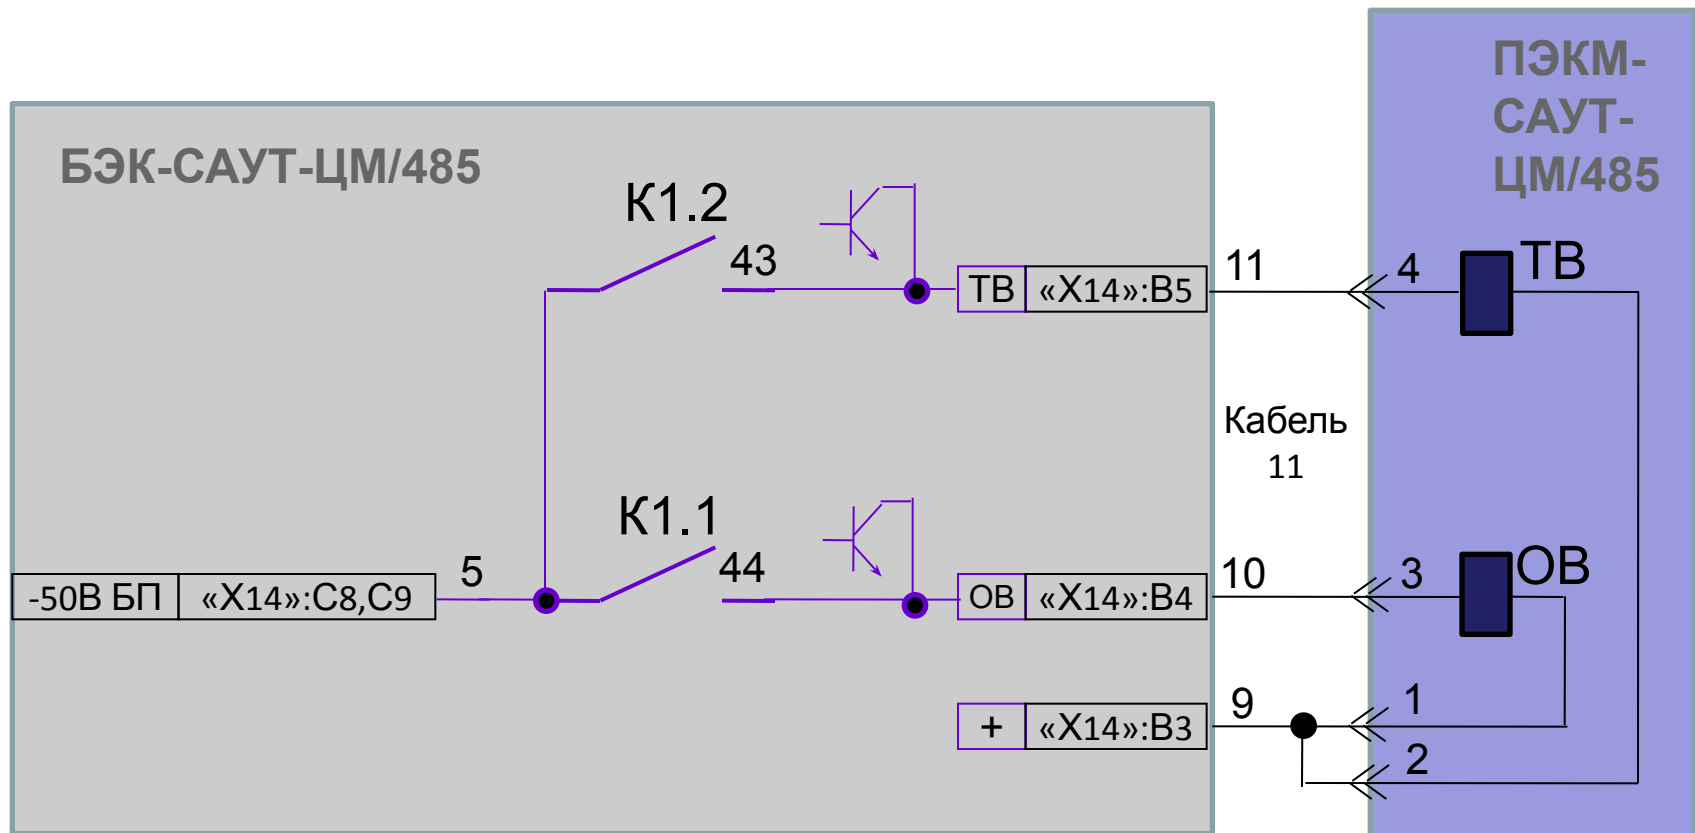 ПЭКМ-
САУТ-
ЦМ/485
БЭК-САУТ-ЦМ/485
К1.2
43
ТВ «Х14»:В5
11
4
ТВ
Кабель
11
К1.1
44
-50В БП «Х14»:С8,С9
5
ОВ «Х14»:В4
10
3
ОВ
+ «Х14»:В3
9
1
2